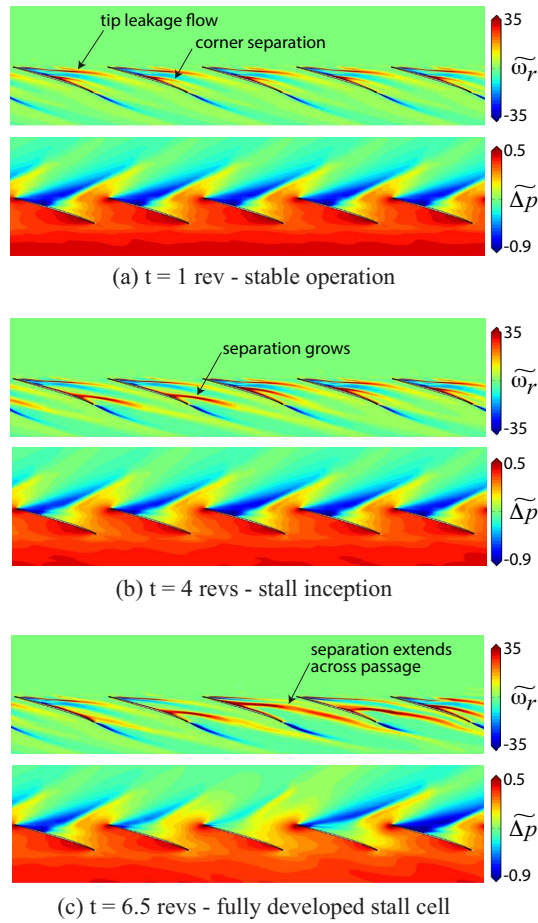 tip leakage flow
corner separation
35
ω̃r
-35
0.5
Δ̃p
-0.9
(a) t = 1 rev - stable operation
separation grows
35
ω̃r
-35
0.5
Δ̃p
-0.9
(b) t = 4 revs - stall inception
separation extends
across passage
35
ω̃r
-35
0.5
Δ̃p
-0.9
(c) t = 6.5 revs - fully developed stall cell